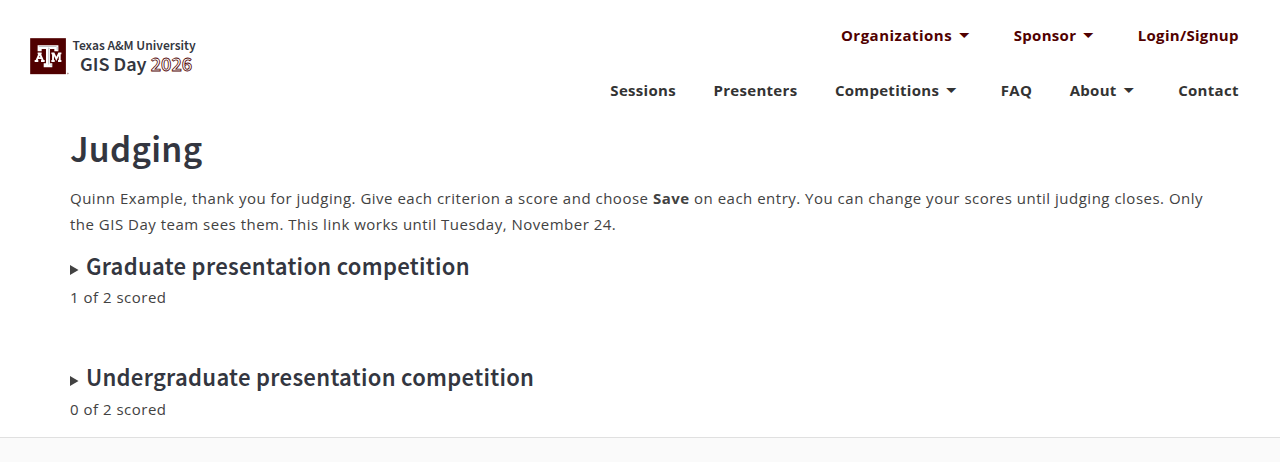 Organizations Sponsor Login/Signup
Texas A&M University
GIS Day 2026
Sessions Presenters Competitions FAQ About Contact
Judging
Quinn Example, thank you for judging. Give each criterion a score and choose Save on each entry. You can change your scores until judging closes. Only
the GIS Day team sees them. This link works until Tuesday, November 24.
Graduate presentation competition
1 of 2 scored
Undergraduate presentation competition
0 of 2 scored